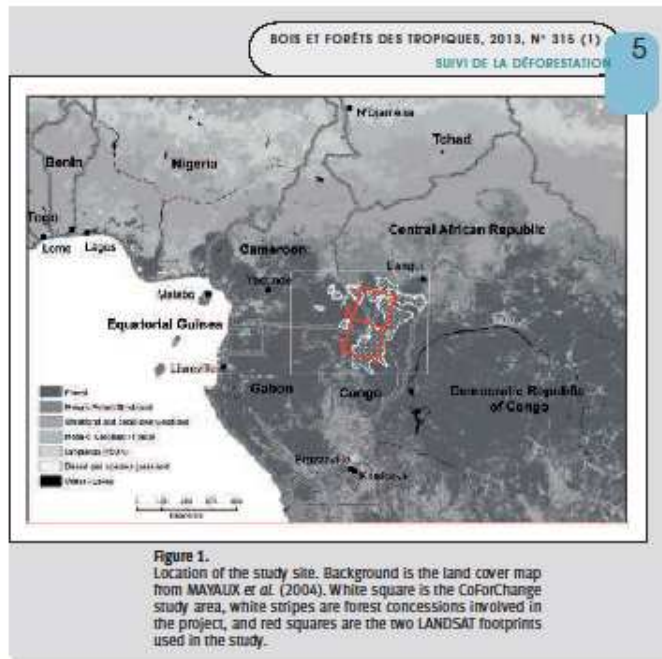 BOIS ET FORÊTS DES TROPIQUES, 2013, N° 315 (1)
5
SUIVI DE LA DÉFORESTATION
N'Djamena
Tchad
Benin
Nigeria
Togo
Central African Republic
Lome
Lagos
Cameroon
Bangui
Yaounde
Malabo
Equatorial Guinea
Libreville
Gabon
Congo
Democratic Republic
of Congo
Forest
Brazzaville
Kinshasa
Figure 1.
Location of the study site. Background is the land cover map
from MAYAUX et al. (2004). White square is the CoForChange
study area, white stripes are forest concessions involved in
the project, and red squares are the two LANDSAT footprints
used in the study.